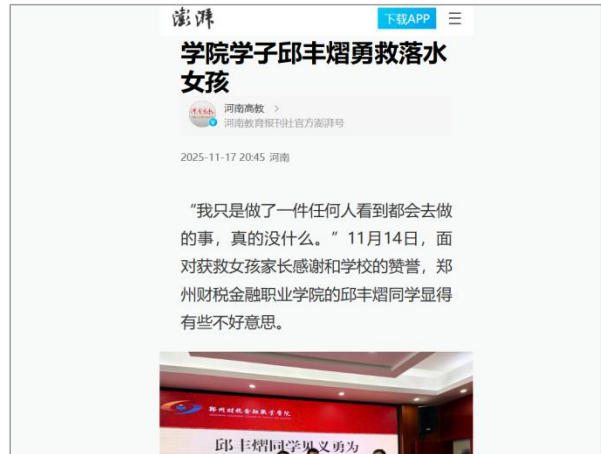 澎湃
下载APP
学院学子邱丰熠勇救落水
女孩
河南高教
河南教育报刊社官方澎湃号
2025-11-17 20:45 河南
“我只是做了一件任何人看到都会去做
的事，真的没什么。”11月14日，面
对获救女孩家长感谢和学校的赞誉，郑
州财税金融职业学院的邱丰熠同学显得
有些不好意思。
郑州财税金融职业学院
邱丰熠同学见义勇为